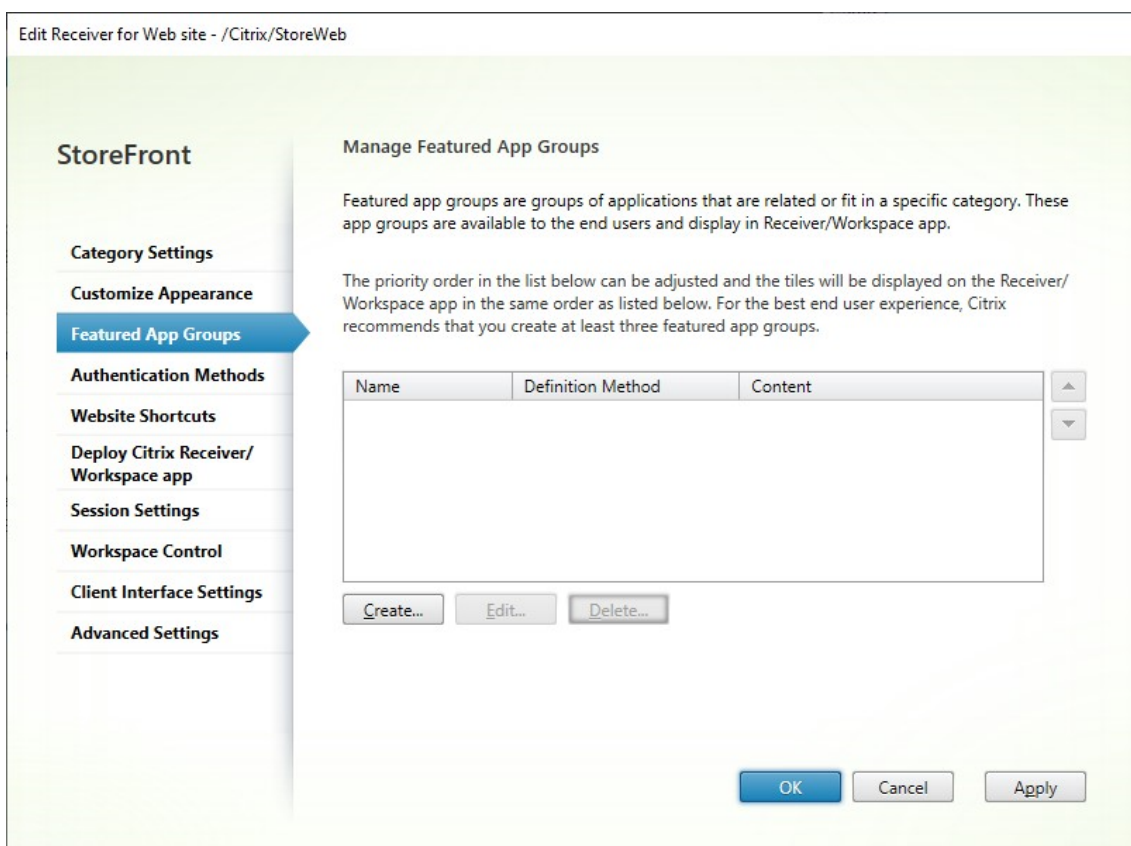 Edit Receiver for Web site - /Citrix/StoreWeb
StoreFront
Category Settings
Customize Appearance
Featured App Groups
Authentication Methods
Website Shortcuts
Deploy Citrix Receiver/
Workspace app
Session Settings
Workspace Control
Client Interface Settings
Advanced Settings
Manage Featured App Groups
Featured app groups are groups of applications that are related or fit in a specific category. These
app groups are available to the end users and display in Receiver/Workspace app.
The priority order in the list below can be adjusted and the tiles will be displayed on the Receiver/
Workspace app in the same order as listed below. For the best end user experience, Citrix
recommends that you create at least three featured app groups.
Name Definition Method Content
Create... Edit... Delete...
OK Cancel Apply